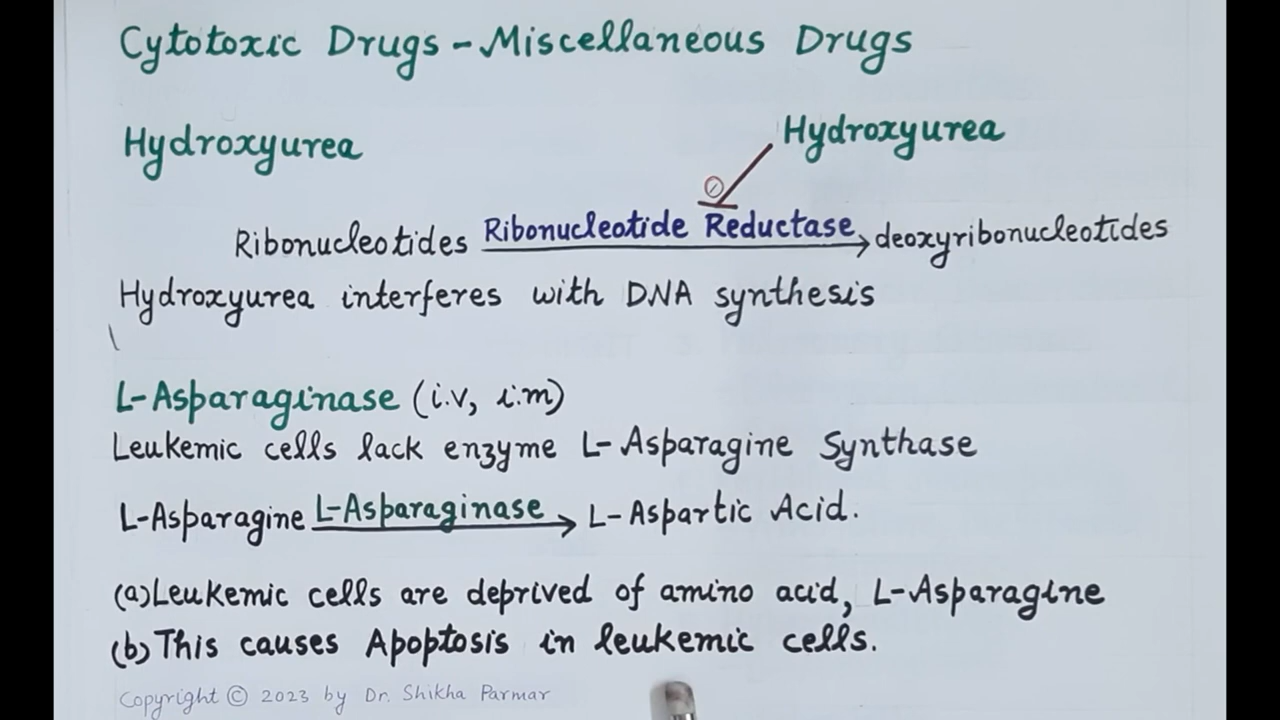 Cytotoxic Drugs - Miscellaneous Drugs
Hydroxyurea
Hydroxyurea
Ribonucleotides Ribonucleotide Reductase deoxyribonucleotides
Hydroxyurea interferes with DNA synthesis
L-Asparaginase (i.v, i.m)
Leukemic cells lack enzyme L-Asparagine Synthase
L-Asparagine L-Asparaginase L-Aspartic Acid.
(a) Leukemic cells are deprived of amino acid, L-Asparagine
(b) This causes Apoptosis in leukemic cells.
Copyright © 2023 by Dr. Shikha Parmar